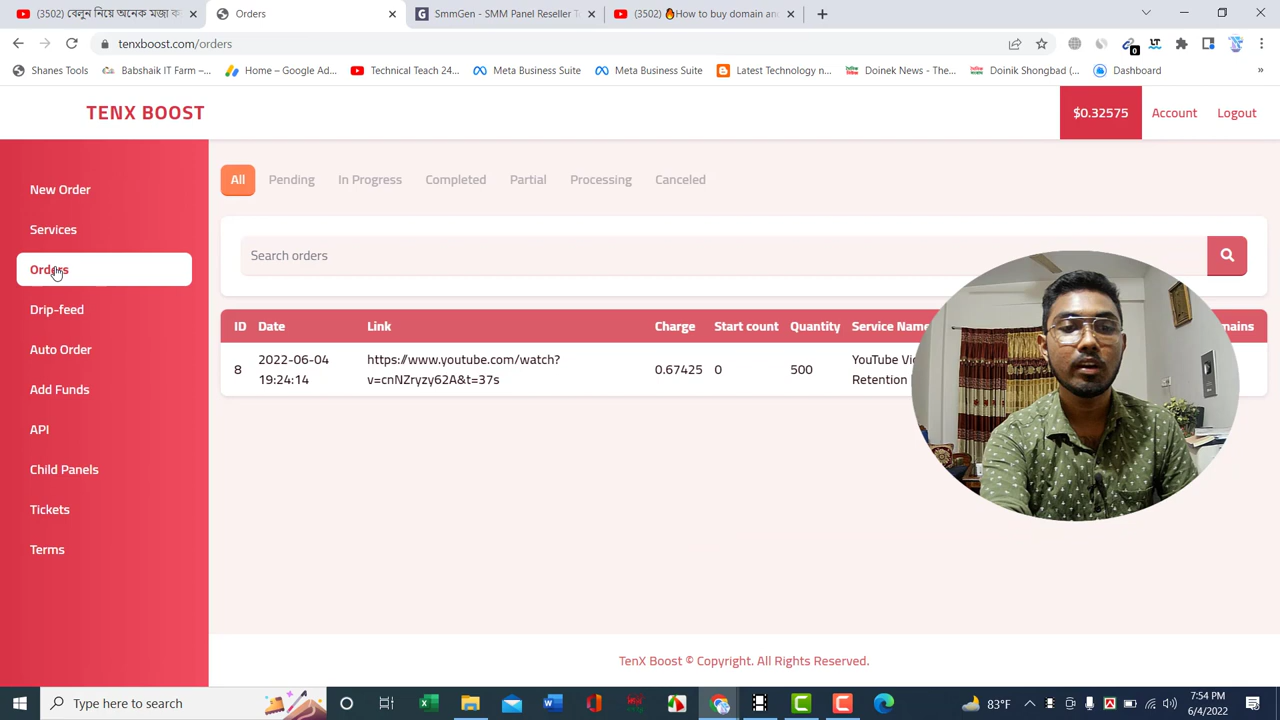 (3502) বেলুন নিয়ে অনেক মজা ক
Orders
SmmGen - SMM Panel Reseller T
(3502) 🔥How to buy domain an
tenxboost.com/orders
0
Shanes Tools
Babshaik IT Farm –...
Home – Google Ad...
Technical Teach 24...
Meta Business Suite
Meta Business Suite
Latest Technology n...
Doinek News - The...
Doinik Shongbad (...
Dashboard
»
TENX BOOST
$0.32575
Account
Logout
New Order
Services
Orders
Drip-feed
Auto Order
Add Funds
API
Child Panels
Tickets
Terms
All Pending In Progress Completed Partial Processing Canceled
Search orders
ID Date Link Charge Start count Quantity Service Name
8 2022-06-04 https://www.youtube.com/watch? 0.67425 0 500 YouTube
19:24:14 v=cnNZryzy62A&t=37s Retention
TenX Boost © Copyright. All Rights Reserved.
Type here to search
83°F
7:54 PM
6/4/2022